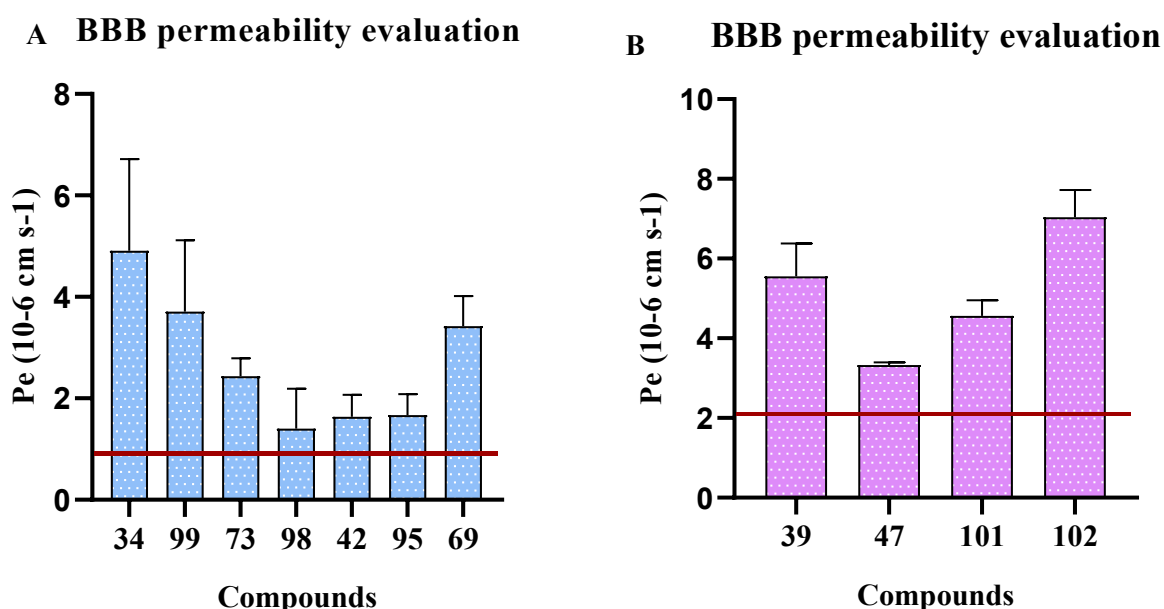 A BBB permeability evaluation
8
6
4
2
0
Pe (10-6 cm s-1)
34 99 73 98 42 95 69
Compounds
B BBB permeability evaluation
10
8
6
4
2
0
Pe (10-6 cm s-1)
39 47 101 102
Compounds